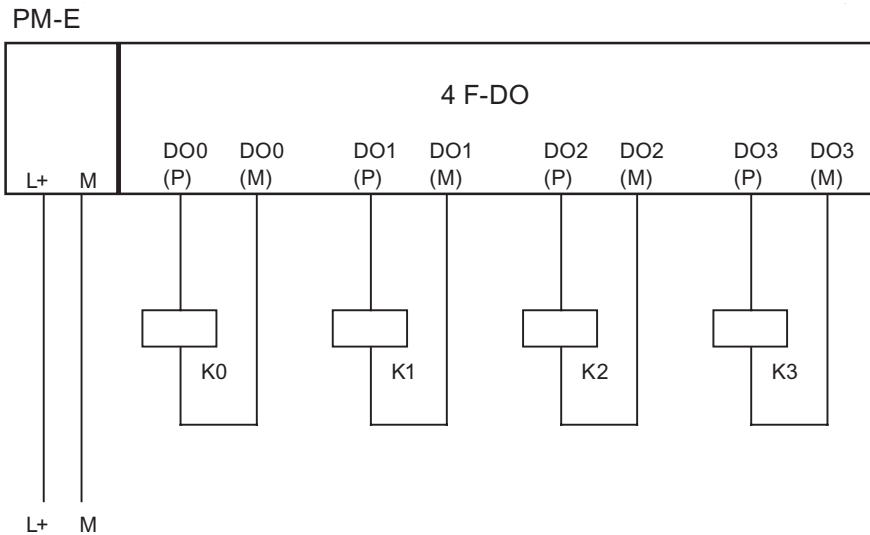 PM-E
4 F-DO
DO0 DO0 DO1 DO1 DO2 DO2 DO3 DO3
L+ M (P) (M) (P) (M) (P) (M) (P) (M)
K0 K1 K2 K3
L+ M